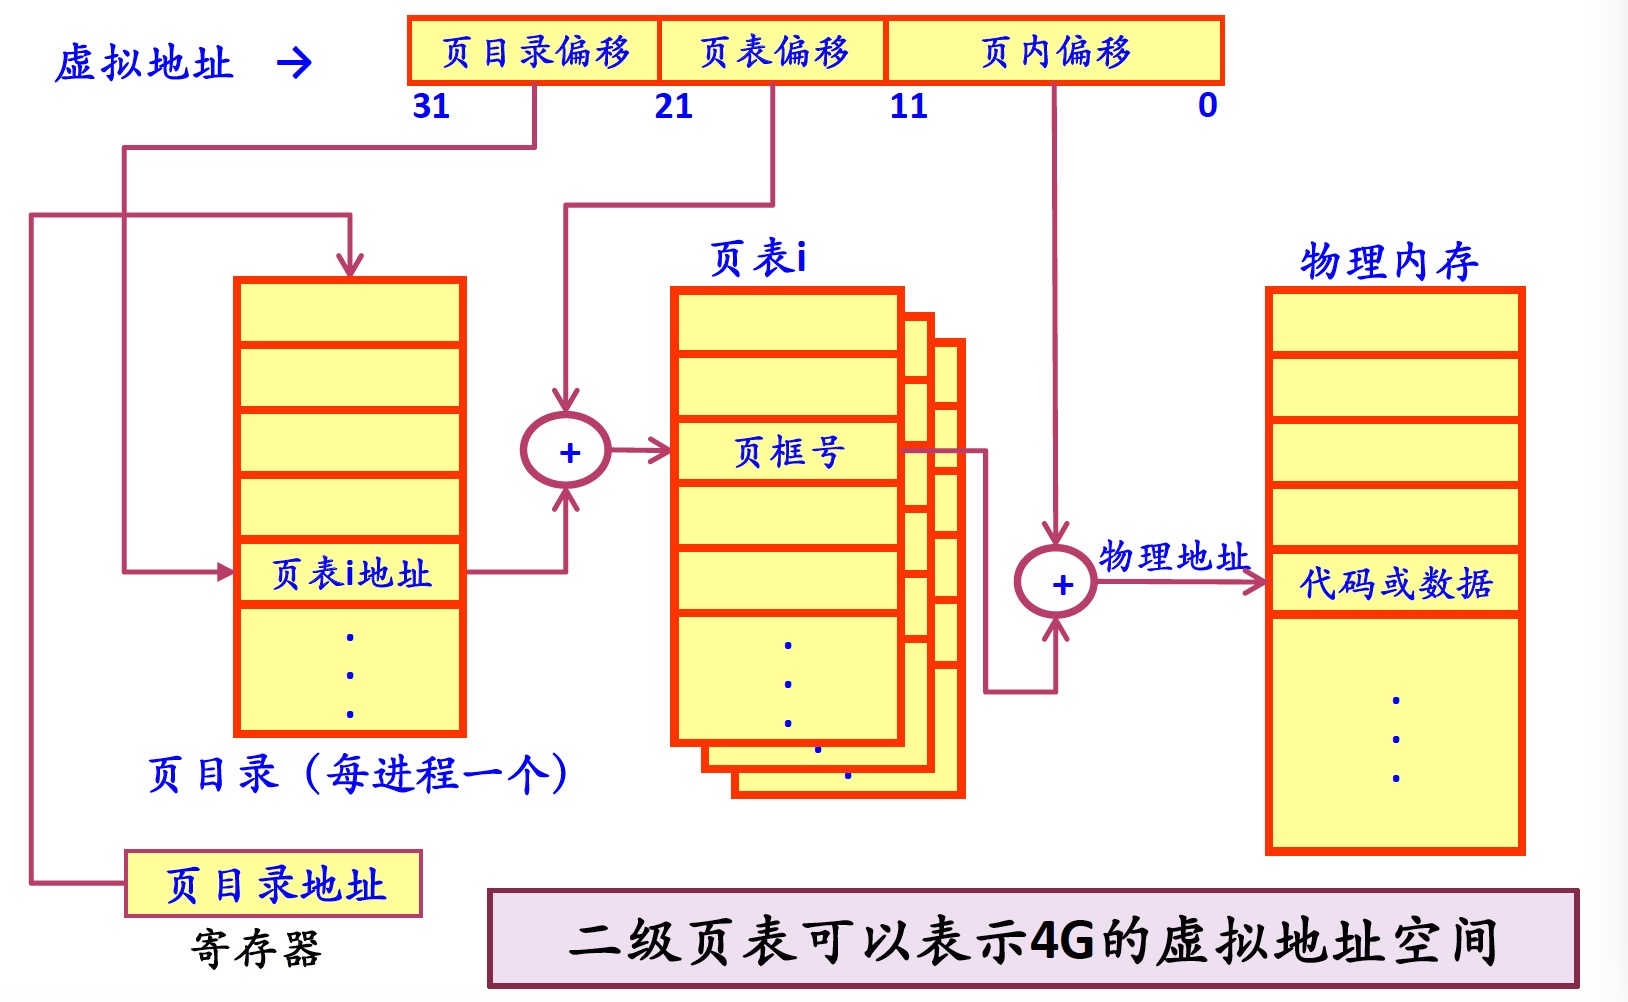 虚拟地址 →
页目录偏移 页表偏移 页内偏移
31 21 11 0
页表i
物理内存
页框号
+
物理地址
+
页表i地址
代码或数据
页目录（每进程一个）
页目录地址
寄存器
二级页表可以表示4G的虚拟地址空间